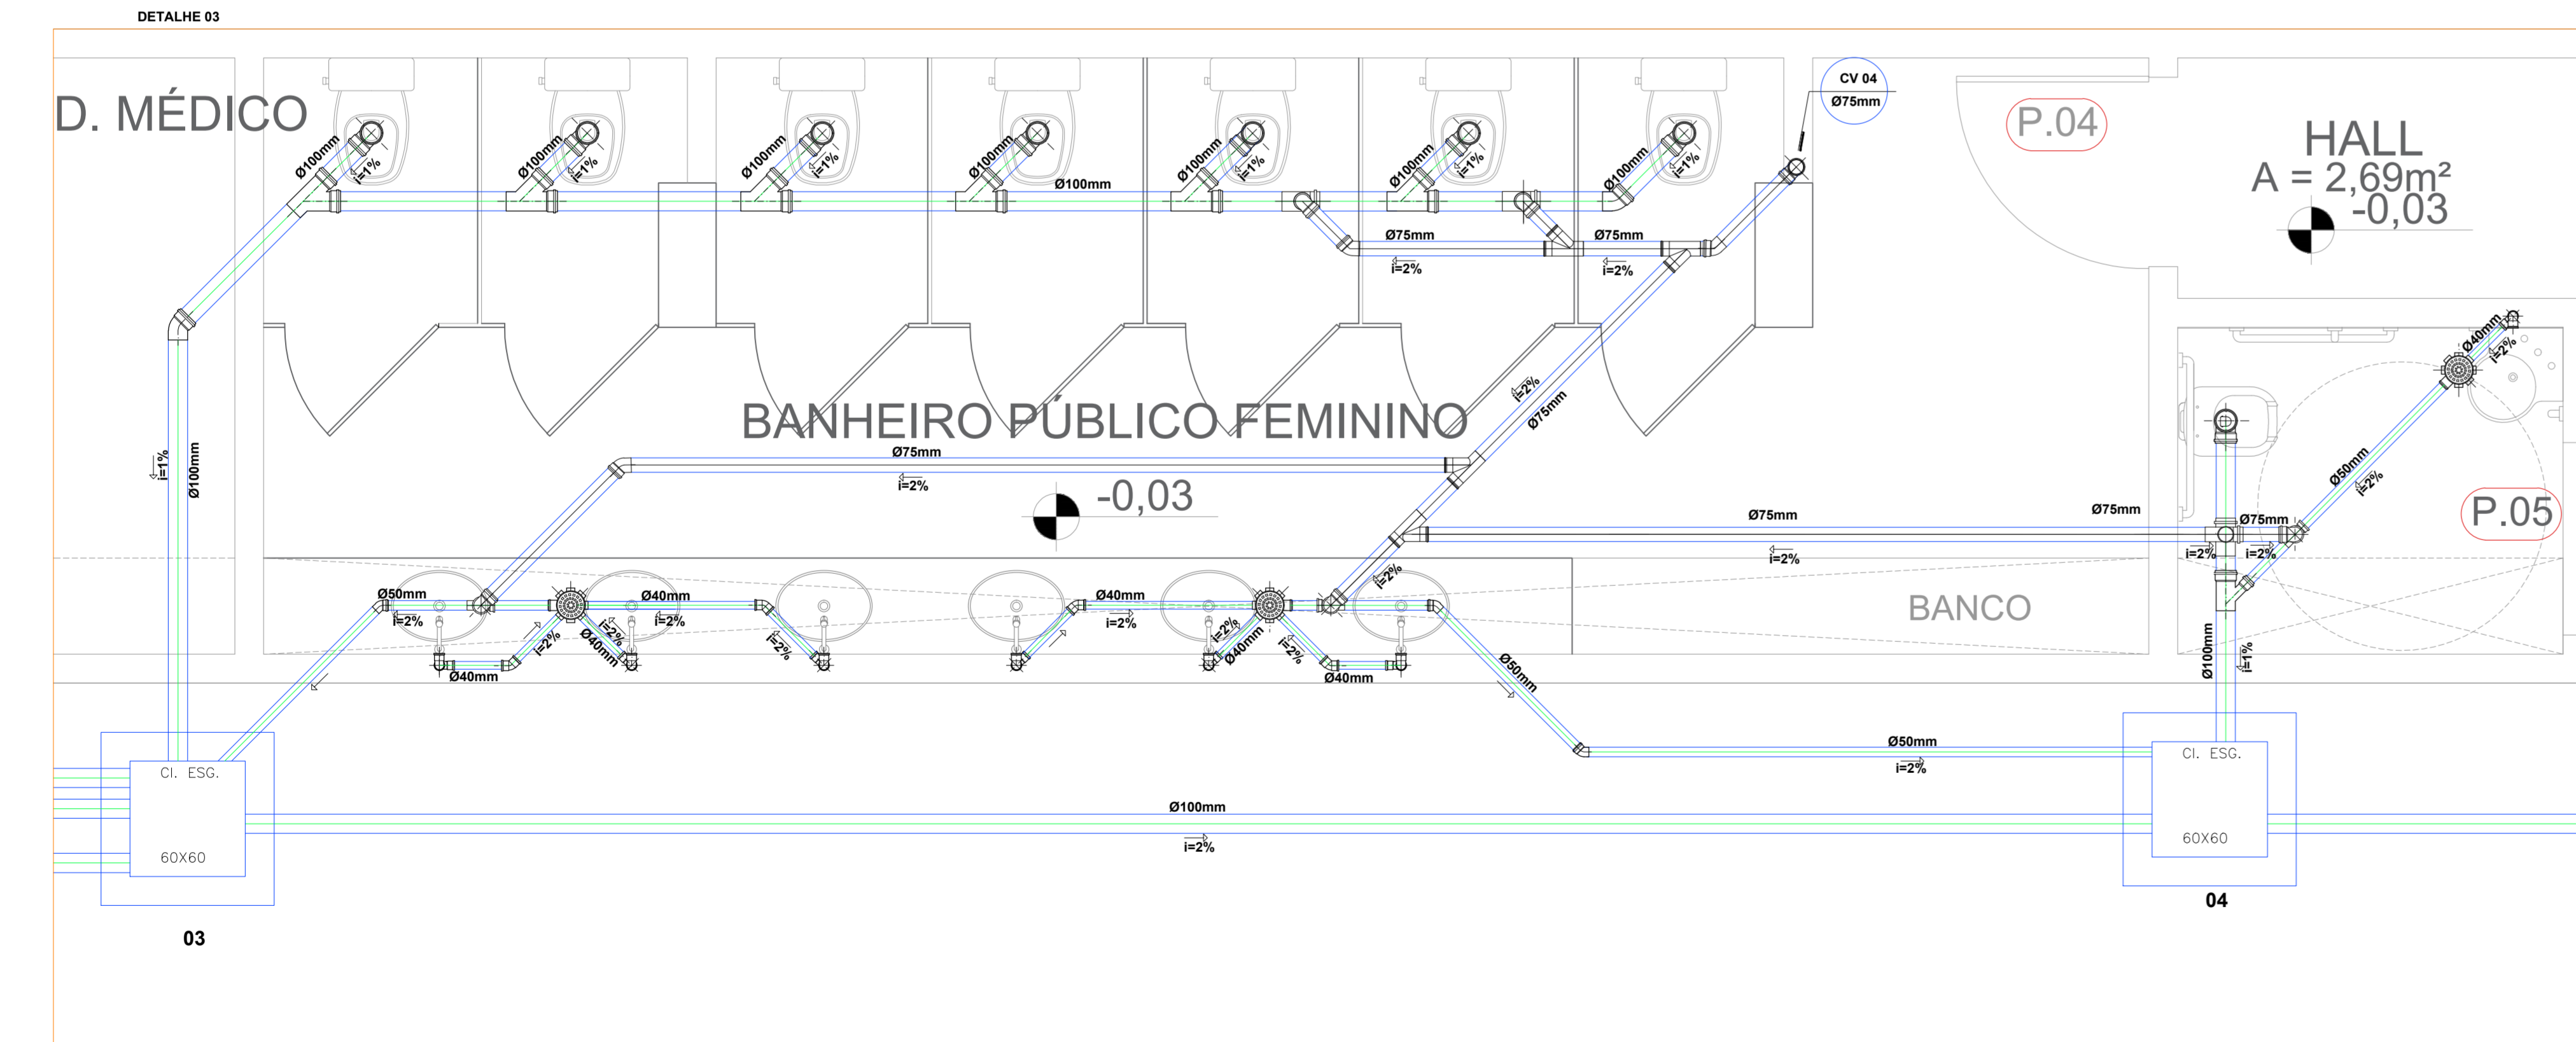 DETALHE 03
D. MÉDICO
Ø100mm
i=1%
Ø100mm
i=1%
Ø100mm
i=1%
Ø100mm
Ø100mm
Ø100mm
i=1%
Ø100mm
i=1%
Ø100mm
i=1%
CV 04
Ø75mm
P.04
HALL
A = 2,69m²
-0,03
Ø75mm
Ø75mm
i=2%
i=2%
Ø40mm
i=2%
i=2%
Ø75mm
BANHEIRO PÚBLICO FEMININO
Ø75mm
i=2%
i=1%
Ø100mm
-0,03
Ø50mm
i=2%
P.05
Ø75mm
Ø75mm
Ø75mm
i=2%
i=2%
i=2%
i=2%
Ø50mm
i=2%
Ø40mm
i=2%
Ø40mm
i=2%
BANCO
i=2%
i=2%
Ø40mm
i=2%
i=2%
Ø40mm
i=2%
Ø40mm
Ø40mm
Ø50mm
Ø100mm
i=1%
Ø50mm
i=2%
CI. ESG.
60X60
Ø100mm
i=2%
CI. ESG.
60X60
04
03